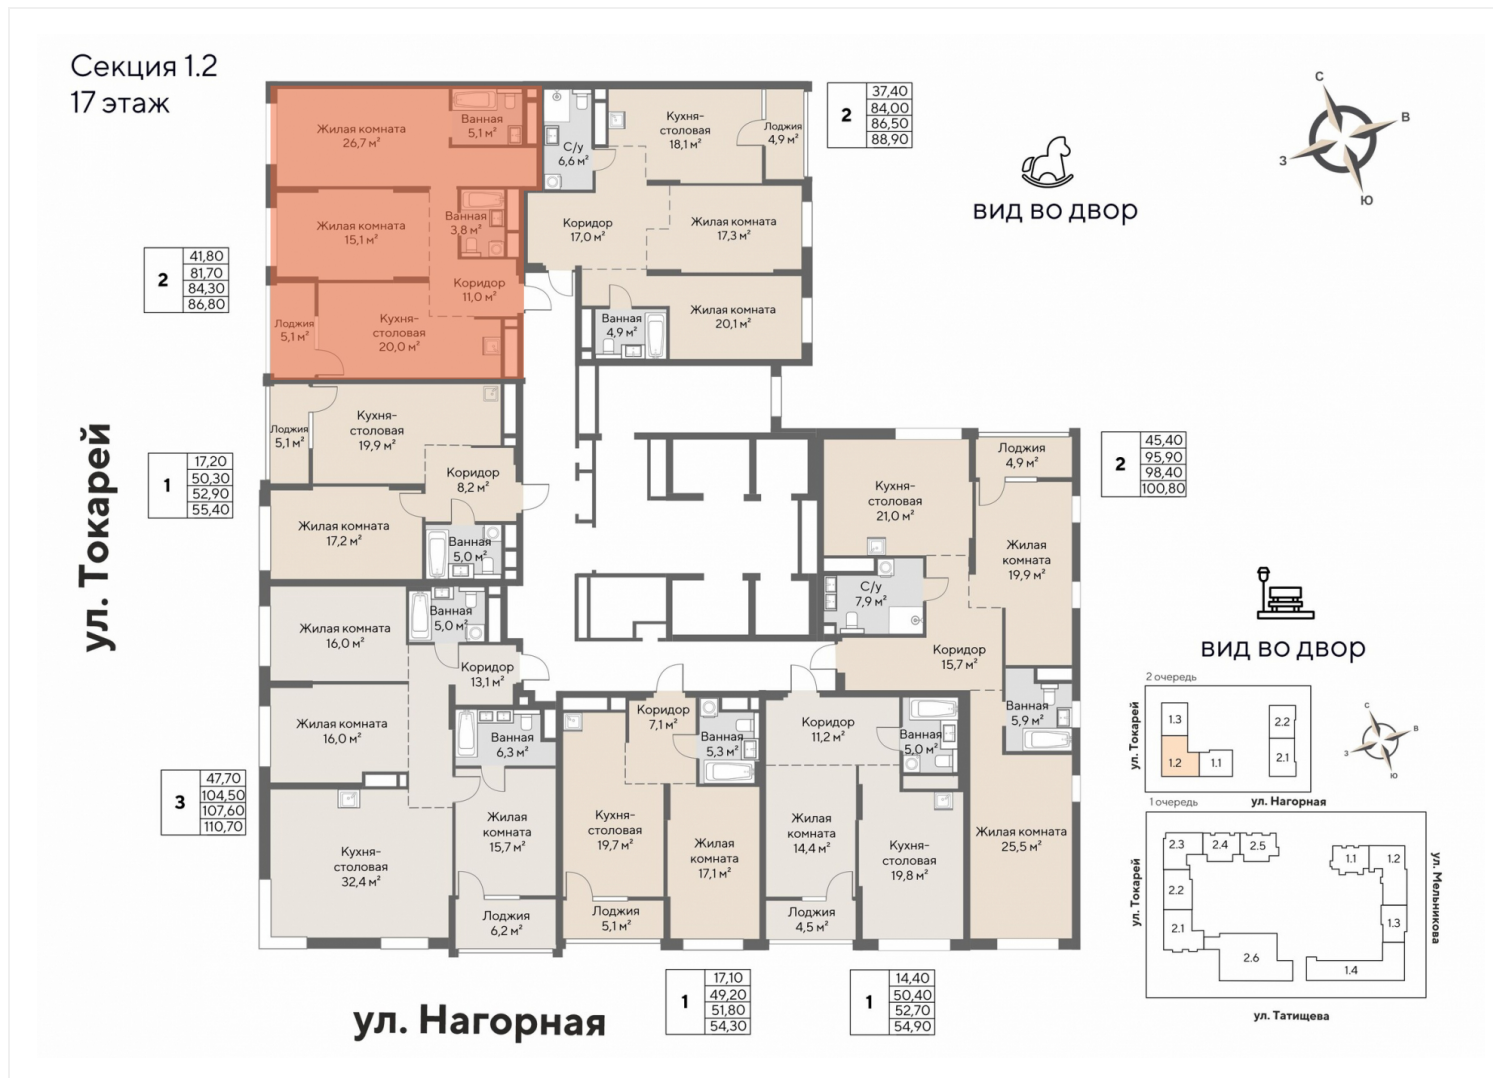 Секция 1.2
17 этаж
Жилая комната
26,7 м²
Ванная
5,1 м²
Жилая комната
15,1 м²
Ванная
3,8 м²
Коридор
11,0 м²
Лоджия
5,1 м²
Кухня-
столовая
20,0 м²
2
41,80
81,70
84,30
86,80
С/у
6,6 м²
Кухня-
столовая
18,1 м²
Лоджия
4,9 м²
Коридор
17,0 м²
Жилая комната
17,3 м²
Ванная
4,9 м²
Жилая комната
20,1 м²
2
37,40
84,00
86,50
88,90
вид во двор
С
В
З
Ю
ул. Токарей
1
17,20
50,30
52,90
55,40
Лоджия
5,1 м²
Кухня-
столовая
19,9 м²
Коридор
8,2 м²
Жилая комната
17,2 м²
Ванная
5,0 м²
Кухня-
столовая
21,0 м²
Лоджия
4,9 м²
Жилая
комната
19,9 м²
С/у
7,9 м²
Коридор
15,7 м²
Ванная
5,9 м²
Жилая комната
25,5 м²
2
45,40
95,90
98,40
100,80
вид во двор
Жилая комната
16,0 м²
Ванная
5,0 м²
Коридор
13,1 м²
Жилая комната
16,0 м²
Ванная
6,3 м²
Кухня-
столовая
32,4 м²
Жилая
комната
15,7 м²
Лоджия
6,2 м²
3
47,70
104,50
107,60
110,70
Коридор
7,1 м²
Ванная
5,3 м²
Кухня-
столовая
19,7 м²
Жилая
комната
17,1 м²
Лоджия
5,1 м²
Коридор
11,2 м²
Ванная
5,0 м²
Жилая
комната
14,4 м²
Кухня-
столовая
19,8 м²
Лоджия
4,5 м²
1
17,10
49,20
51,80
54,30
1
14,40
50,40
52,70
54,90
ул. Нагорная
2 очередь
ул. Токарей
1.3
1.2
1.1
2.2
2.1
С
В
З
Ю
ул. Нагорная
1 очередь
ул. Токарей
2.3
2.4
2.5
2.2
2.1
2.6
1.1
1.2
1.3
1.4
ул. Мельникова
ул. Татищева